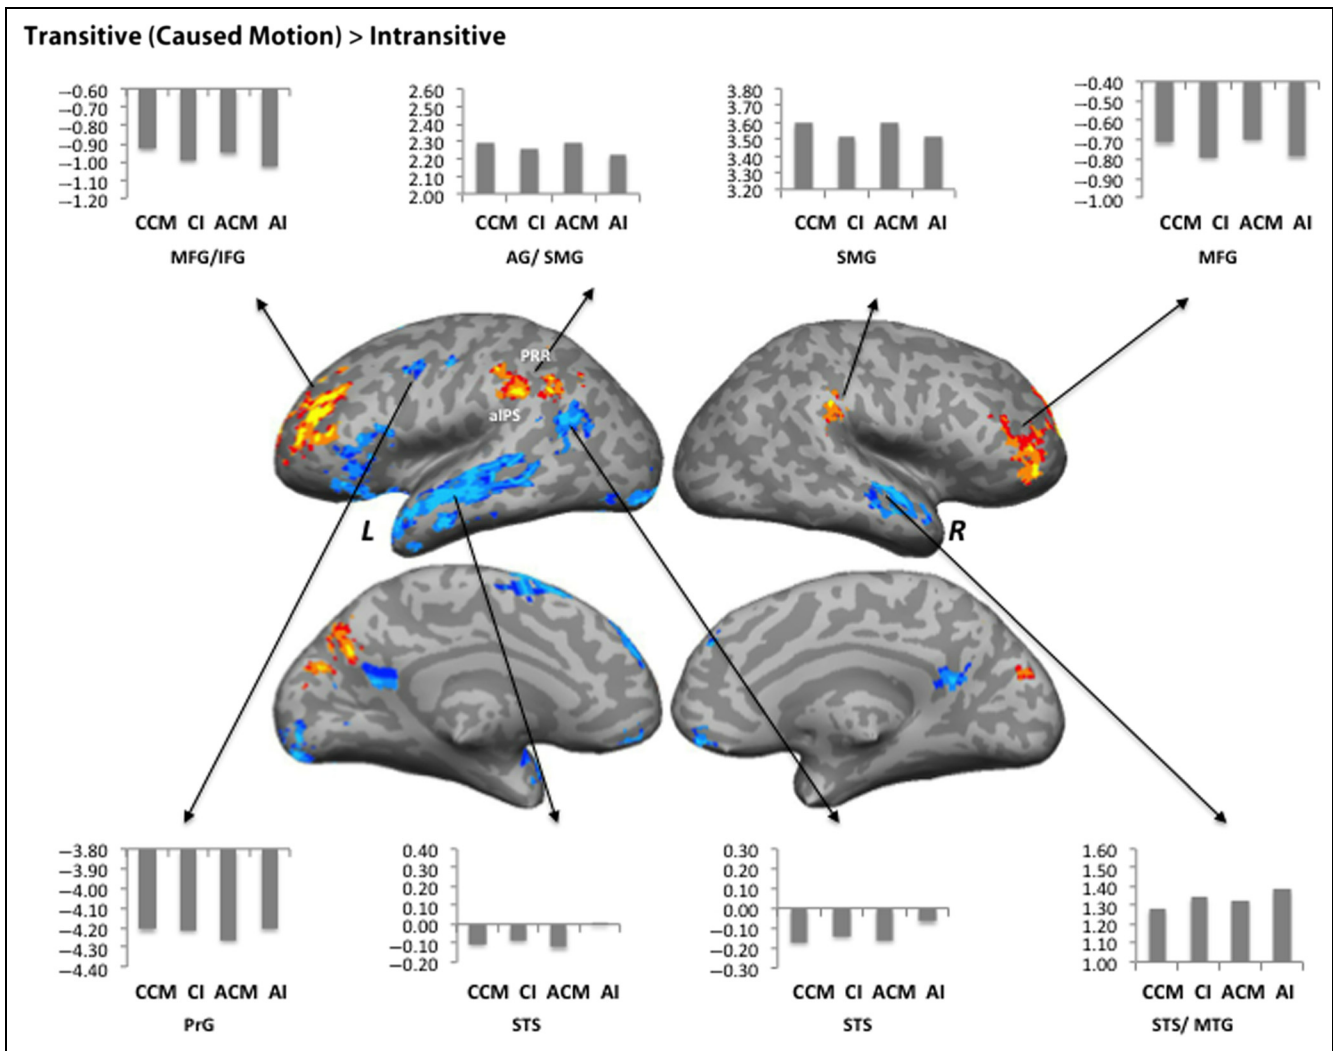 Transitive (Caused Motion) > Intransitive
−0.60
−0.70
−0.80
−0.90
−1.00
−1.10
−1.20
CCM CI ACM AI
MFG/IFG
2.60
2.50
2.40
2.30
2.20
2.10
2.00
CCM CI ACM AI
AG/ SMG
3.80
3.70
3.60
3.50
3.40
3.30
3.20
CCM CI ACM AI
SMG
−0.40
−0.50
−0.60
−0.70
−0.80
−0.90
−1.00
CCM CI ACM AI
MFG
PRR
aIPS
L
R
−3.80
−3.90
−4.00
−4.10
−4.20
−4.30
−4.40
CCM CI ACM AI
PrG
0.40
0.30
0.20
0.10
0.00
−0.10
−0.20
CCM CI ACM AI
STS
0.30
0.20
0.10
0.00
−0.10
−0.20
−0.30
CCM CI ACM AI
STS
1.60
1.50
1.40
1.30
1.20
1.10
1.00
CCM CI ACM AI
STS/ MTG